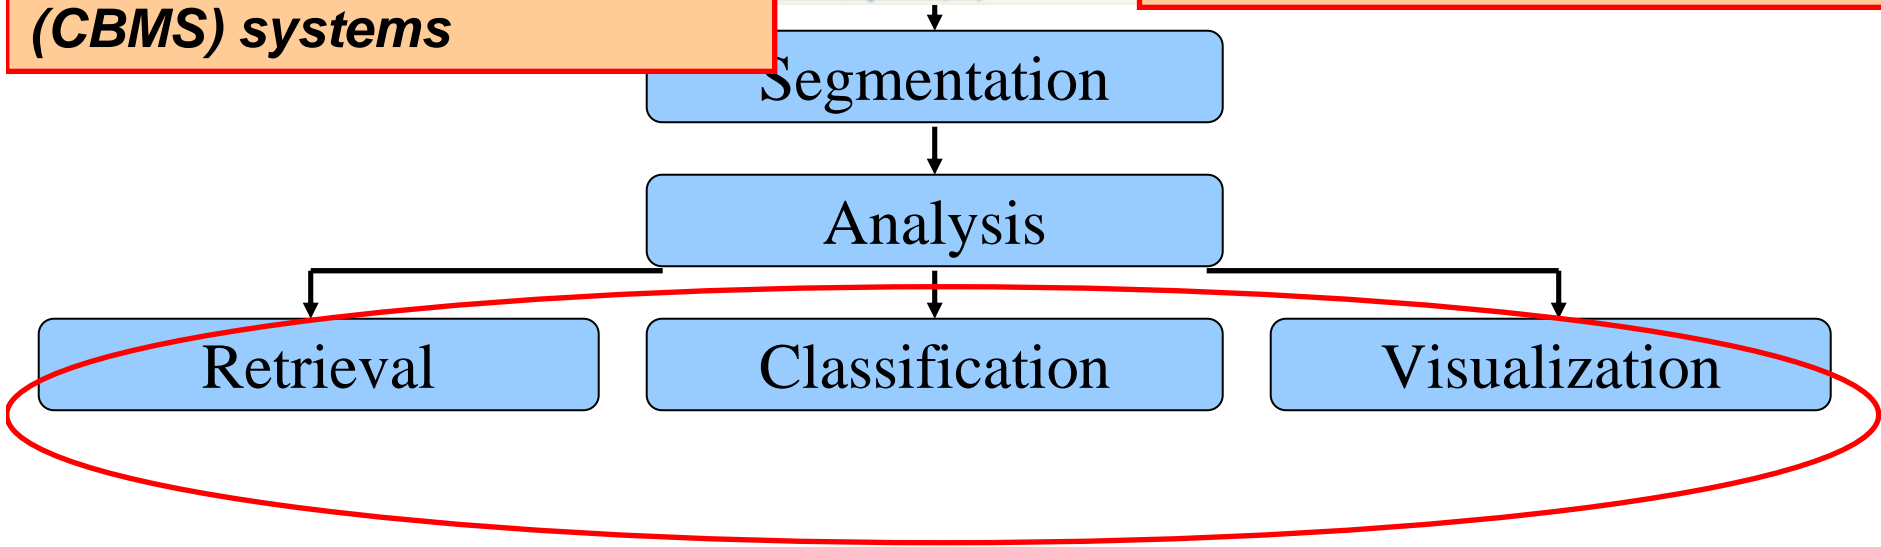 (CBMS) systems
Segmentation
Analysis
Retrieval
Classification
Visualization